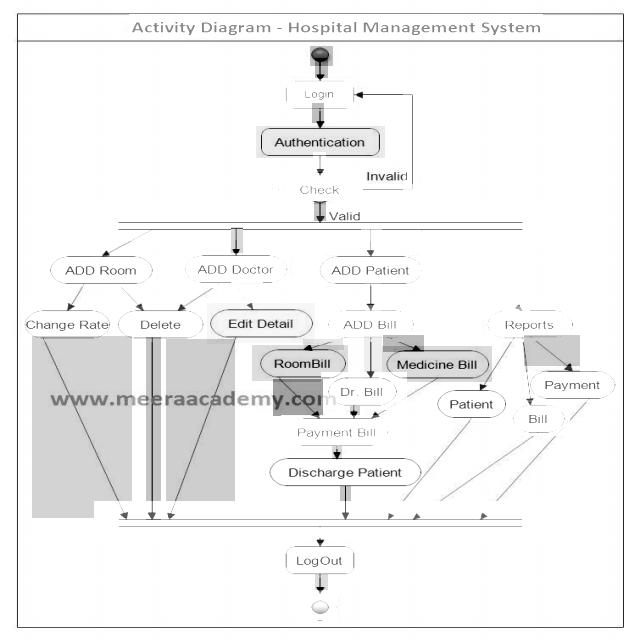 Activity Diagram - Hospital Management System
Login
Authentication
Invalid
Check
Valid
ADD Room
ADD Doctor
ADD Patient
Change Rate
Delete
Edit Detail
ADD Bill
Reports
RoomBill
Medicine Bill
Dr. Bill
Payment
www.meeraacademy.com
Patient
Bill
Payment Bill
Discharge Patient
LogOut